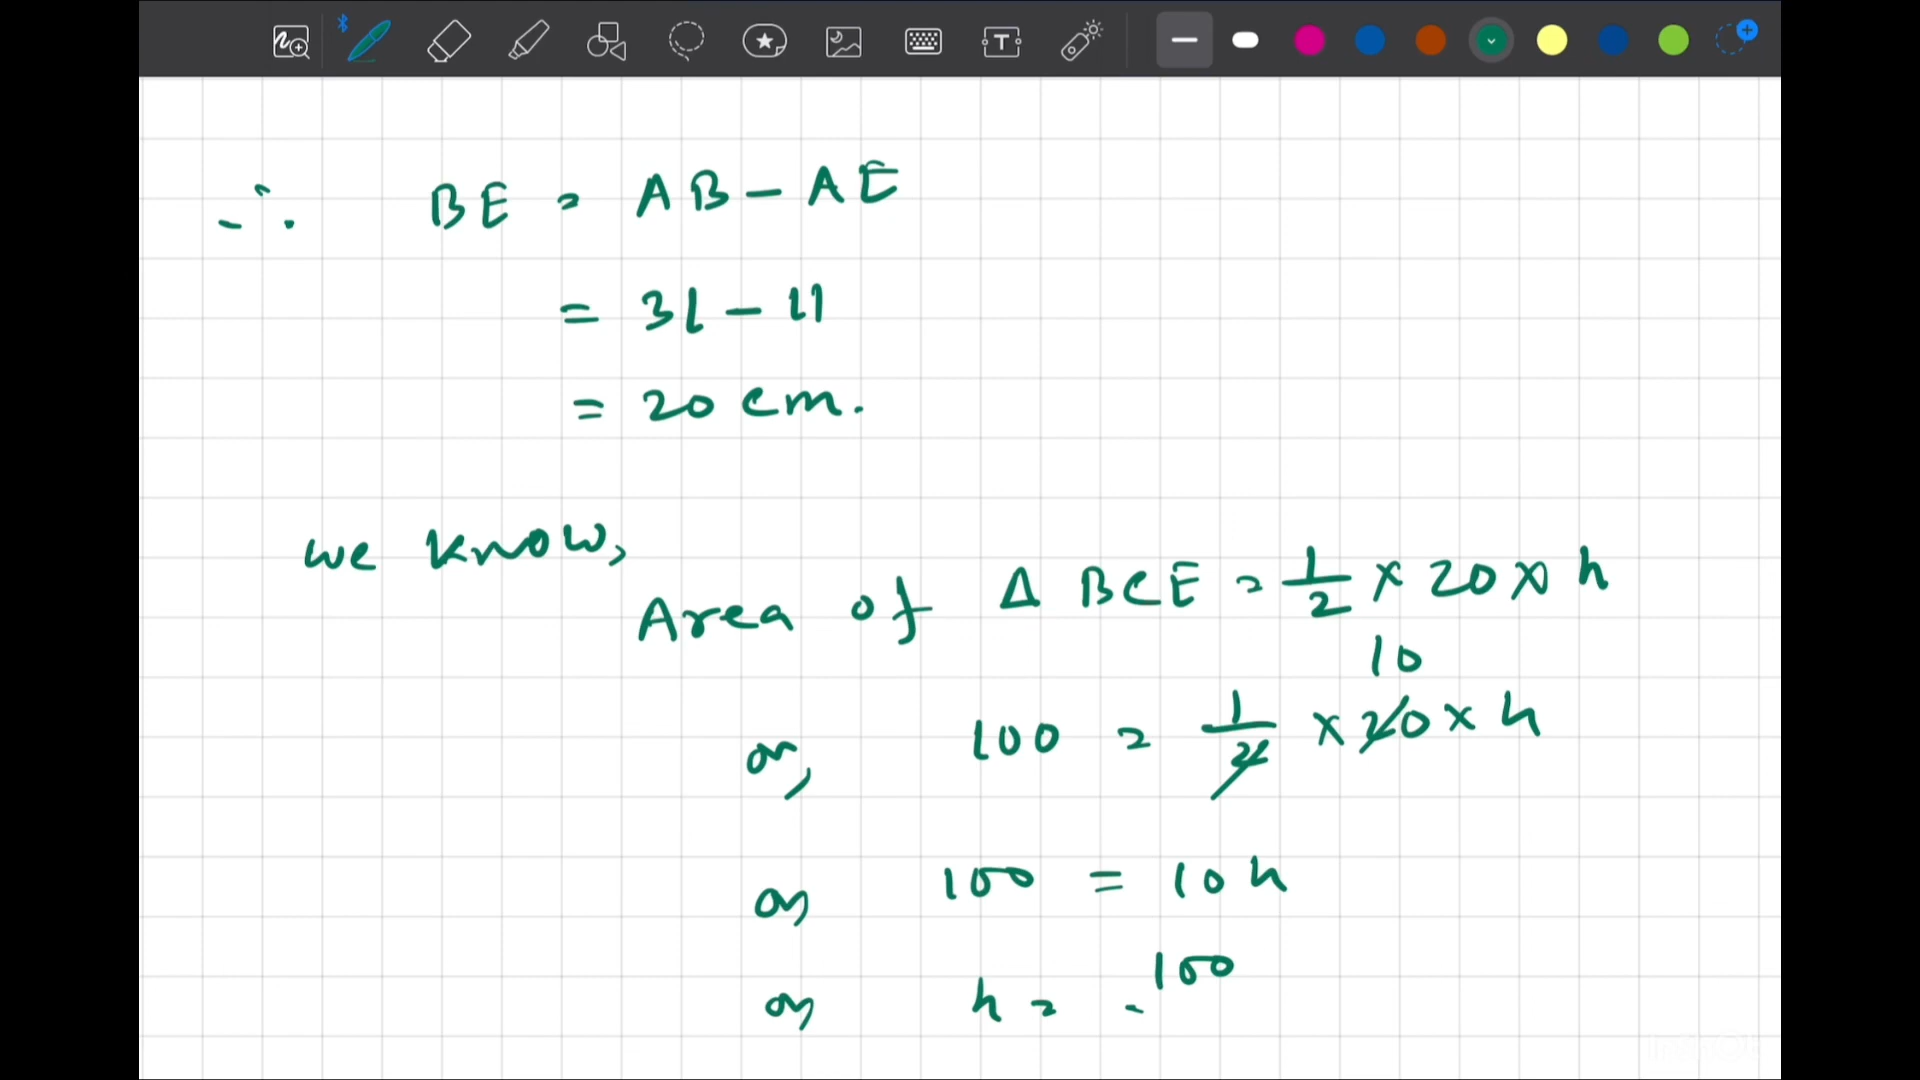 ∴ BE = AB - AE
= 31 - 11
= 20 cm.
we know,
Area of Δ BCE = 1/2 × 20 × h
10
or, 100 = 1/2 × 20 × h
or 100 = 10h
or h = 100